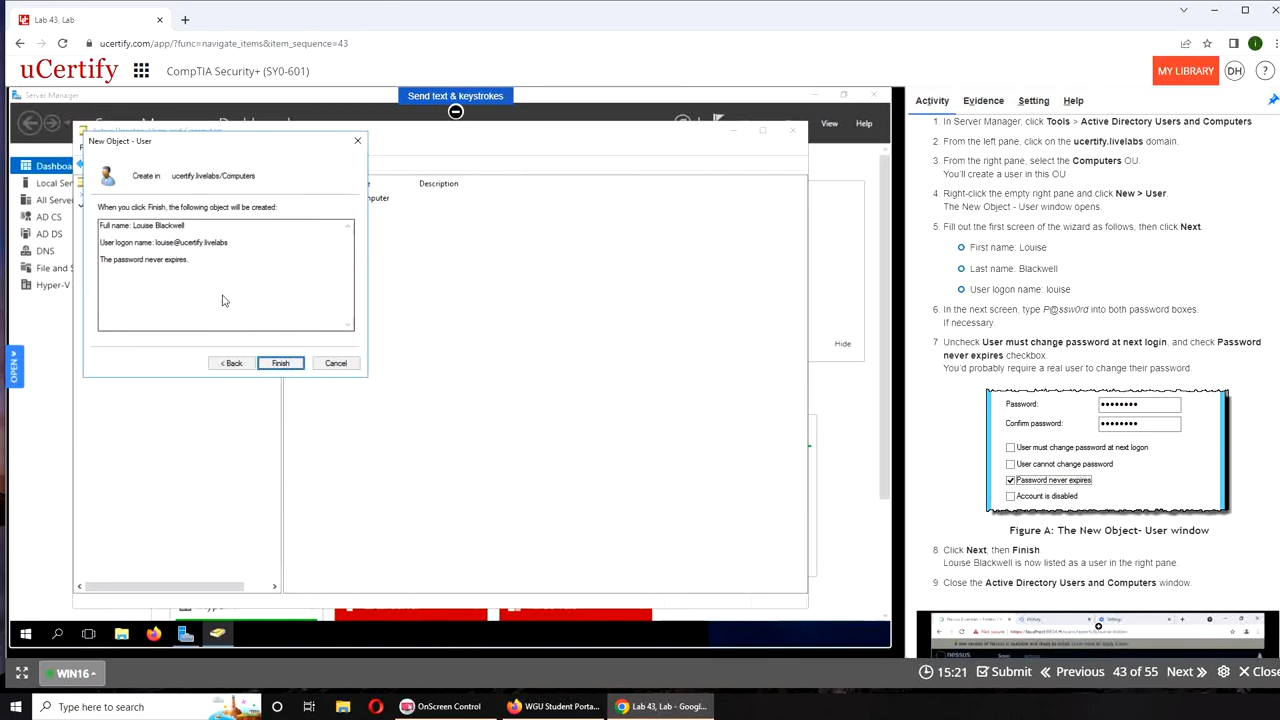 Lab 43, Lab
ucertify.com/app/?func=navigate_items&item_sequence=43
uCertify
CompTIA Security+ (SY0-601)
MY LIBRARY
DH
?
Server Manager
Send text & keystrokes
View
Help
Dashboa
Local Ser
All Server
AD CS
AD DS
DNS
File and S
Hyper-V
Description
puter
Hide
New Object - User
Create in: ucertify.livelabs/Computers
When you click Finish, the following object will be created:
Full name: Louise Blackwell
User logon name: louise@ucertify.livelabs
The password never expires.
< Back
Finish
Cancel
OPEN
Activity
Evidence
Setting
Help
1. In Server Manager, click Tools > Active Directory Users and Computers
2. From the left pane, click on the ucertify.livelabs domain.
3. From the right pane, select the Computers OU.
You'll create a user in this OU
4. Right-click the empty right pane and click New > User.
The New Object - User window opens.
5. Fill out the first screen of the wizard as follows, then click Next.
First name: Louise
Last name: Blackwell
User logon name: louise
6. In the next screen, type P@ssw0rd into both password boxes.
If necessary.
7. Uncheck User must change password at next login, and check Password
never expires checkbox.
You'd probably require a real user to change their password.
Password:
Confirm password:
User must change password at next logon
User cannot change password
Password never expires
Account is disabled
Figure A: The New Object- User window
8. Click Next, then Finish.
Louise Blackwell is now listed as a user in the right pane.
9. Close the Active Directory Users and Computers window.
WIN16
15:21
Submit
Previous
43 of 55
Next
Close
Type here to search
OnScreen Control
WGU Student Porta...
Lab 43, Lab - Googl...